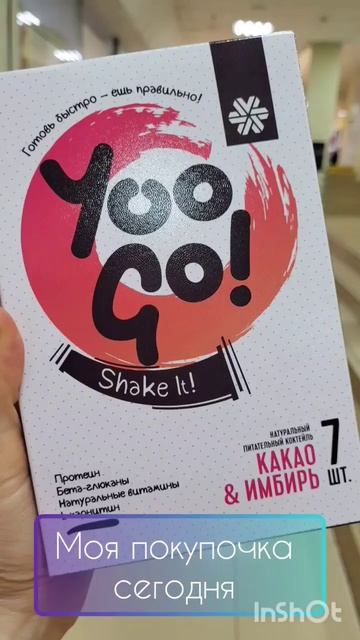 Готовь быстро – ешь правильно!
Yoo
Go!
Shake It!
Протеин
Бета-глюканы
Натуральные витамины
L-карнитин
НАТУРАЛЬНЫЙ
ПИТАТЕЛЬНЫЙ КОКТЕЙЛЬ
КАКАО
& ИМБИРЬ
7
ШТ.
Моя покупочка
сегодня
InShOt